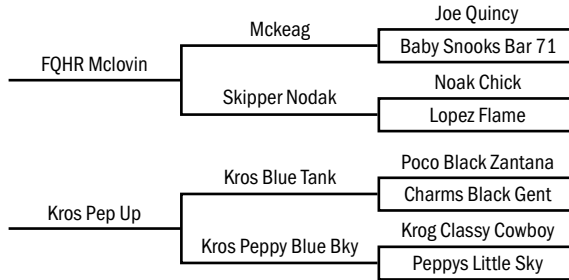 Joe Quincy
Mckeag
Baby Snooks Bar 71
FQHR Mclovin
Noak Chick
Skipper Nodak
Lopez Flame
Poco Black Zantana
Kros Blue Tank
Charms Black Gent
Kros Pep Up
Krog Classy Cowboy
Kros Peppy Blue Bky
Peppys Little Sky